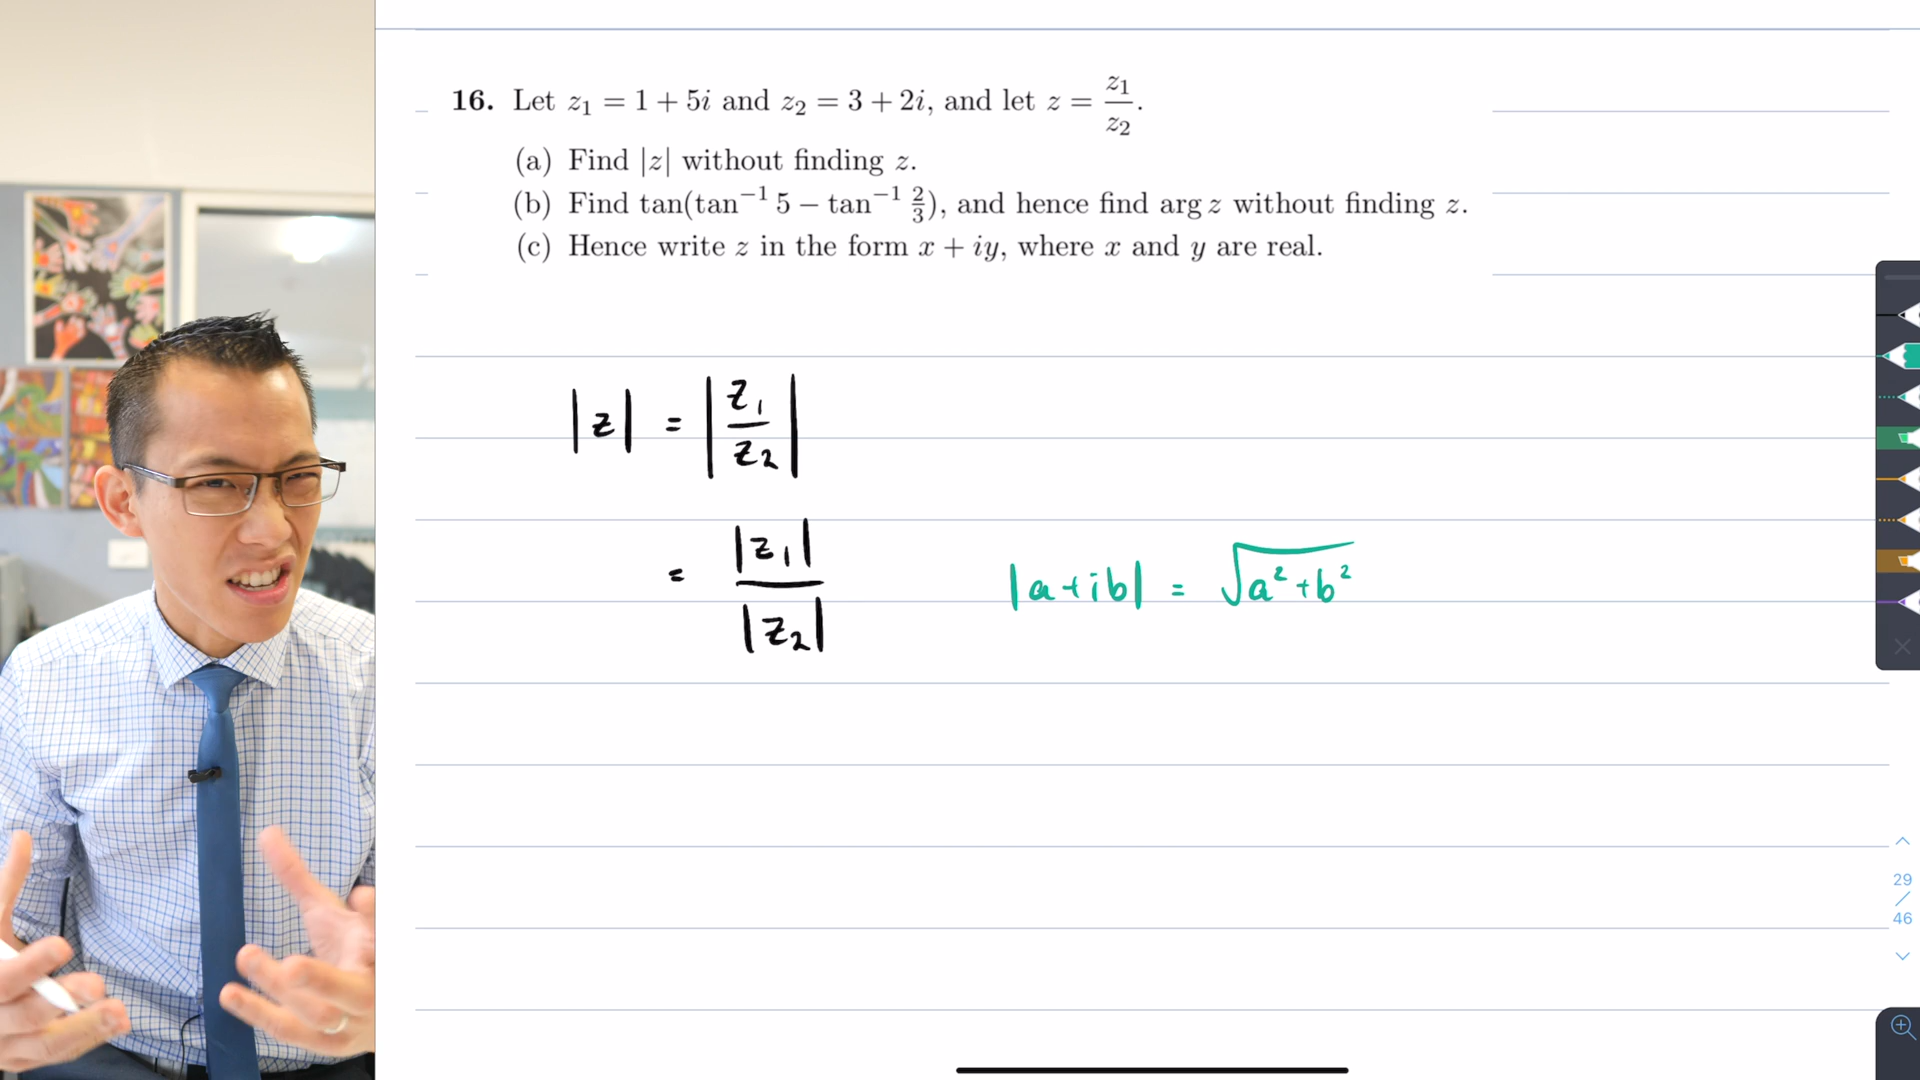 16. Let z₁ = 1 + 5i and z₂ = 3 + 2i, and let z = z₁/z₂.
(a) Find |z| without finding z.
(b) Find tan(tan⁻¹ 5 − tan⁻¹ 2/3), and hence find arg z without finding z.
(c) Hence write z in the form x + iy, where x and y are real.
|z| = |z₁/z₂|
= |z₁|/|z₂|
|a+ib| = √(a²+b²)
29
/
46